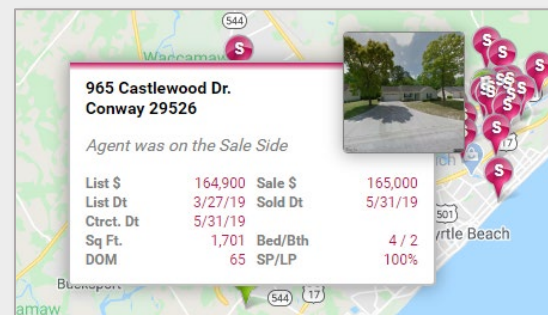 544
Waccamaw
S
S
S
S
S
S
S
S
S
S
965 Castlewood Dr.
Conway 29526
Agent was on the Sale Side
List $ 164,900 Sale $ 165,000
List Dt 3/27/19 Sold Dt 5/31/19
Ctrct. Dt 5/31/19
Sq Ft. 1,701 Bed/Bth 4 / 2
DOM 65 SP/LP 100%
17
501
yrtle Beach
544
17
amaw